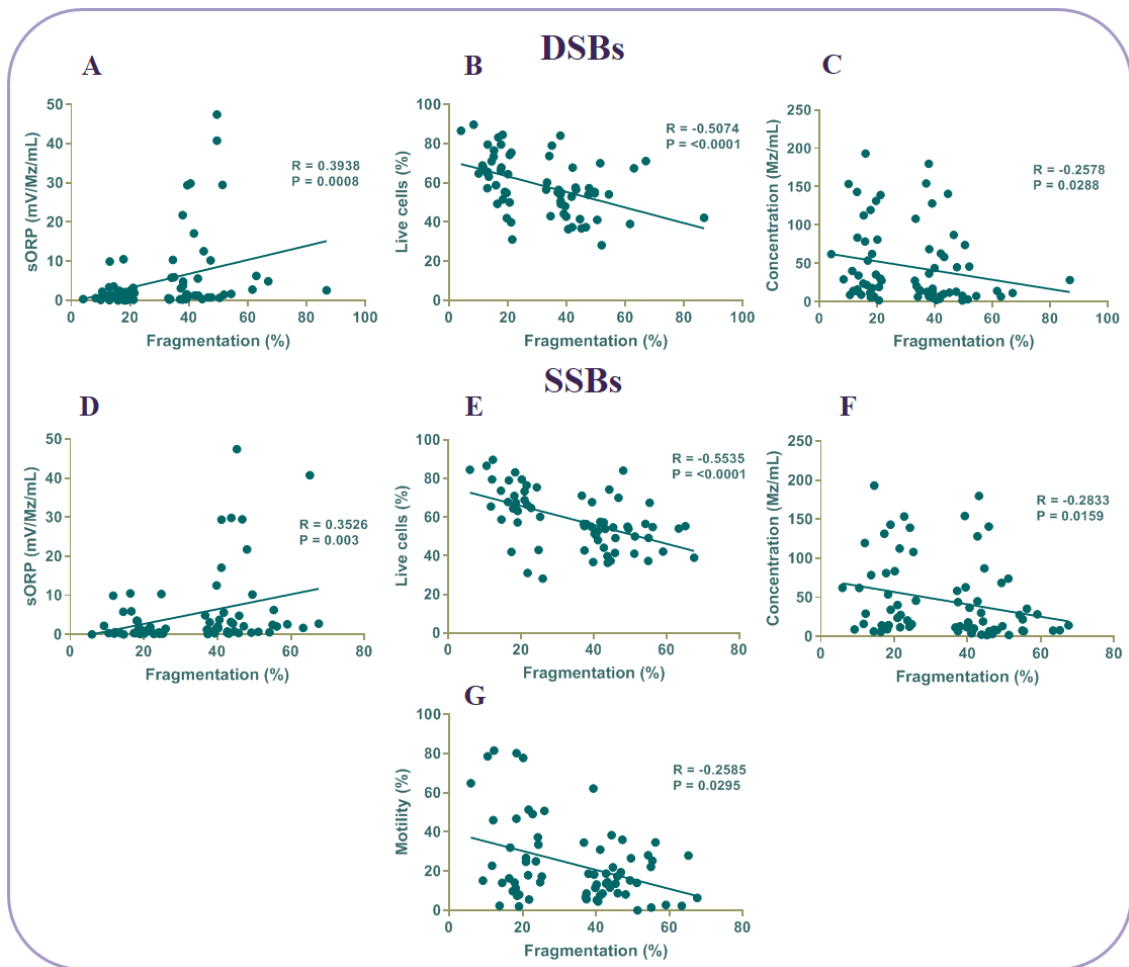 DSBs
A
sORP (mV/Mz/mL)
50
40
30
20
10
0
0 20 40 60 80 100
Fragmentation (%)
R = 0.3938
P = 0.0008
B
Live cells (%)
100
80
60
40
20
0
0 20 40 60 80 100
Fragmentation (%)
R = -0.5074
P = <0.0001
C
Concentration (Mz/mL)
250
200
150
100
50
0
0 20 40 60 80 100
Fragmentation (%)
R = -0.2578
P = 0.0288
SSBs
D
sORP (mV/Mz/mL)
50
40
30
20
10
0
0 20 40 60 80
Fragmentation (%)
R = 0.3526
P = 0.003
E
Live cells (%)
100
80
60
40
20
0
0 20 40 60 80
Fragmentation (%)
R = -0.5535
P = <0.0001
F
Concentration (Mz/mL)
250
200
150
100
50
0
0 20 40 60 80
Fragmentation (%)
R = -0.2833
P = 0.0159
G
Motility (%)
100
80
60
40
20
0
0 20 40 60 80
Fragmentation (%)
R = -0.2585
P = 0.0295